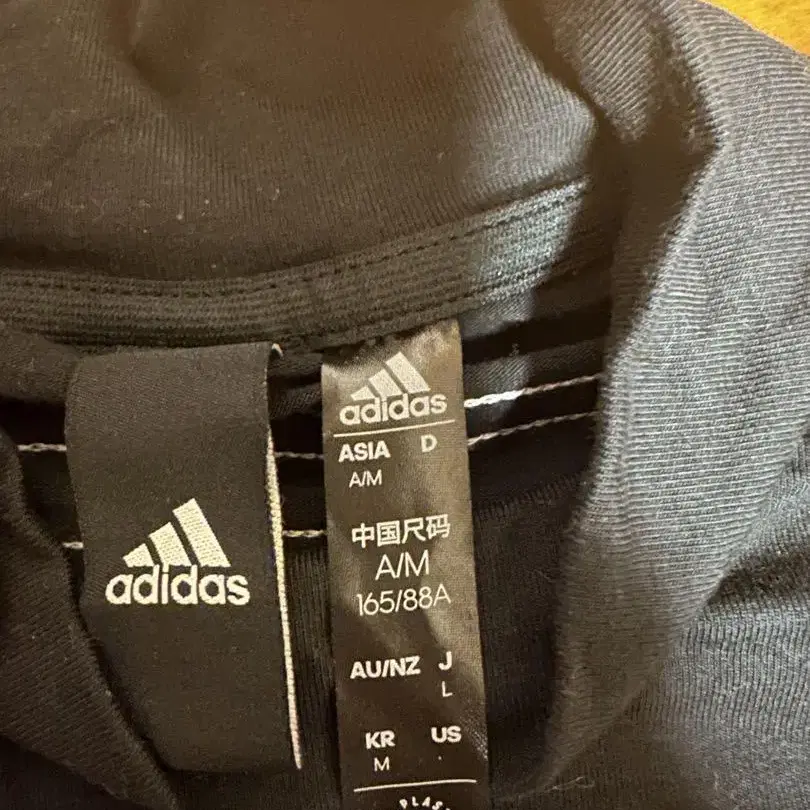 adidas
adidas
ASIA D
A/M
中国尺码
A/M
165/88A
AU/NZ J
L
KR US
M